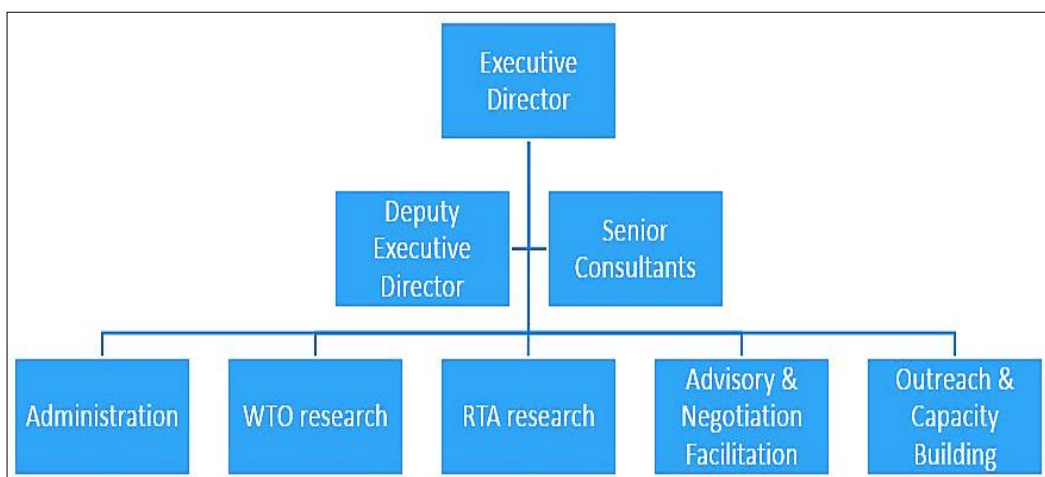 Executive
Director
Deputy
Executive
Director
Senior
Consultants
Administration
WTO research
RTA research
Advisory &
Negotiation
Facilitation
Outreach &
Capacity
Building